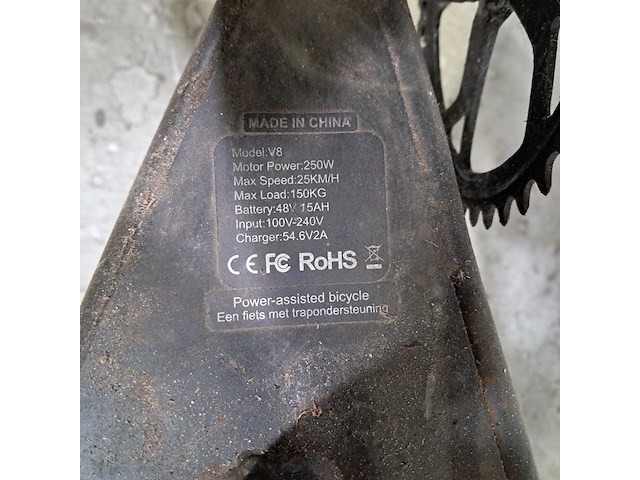 MADE IN CHINA
Model:V8
Motor Power:250W
Max Speed:25KM/H
Max Load:150KG
Battery:48V 15AH
Input:100V-240V
Charger:54.6V2A
CE FC RoHS
Power-assisted bicycle
Een fiets met trapondersteuning